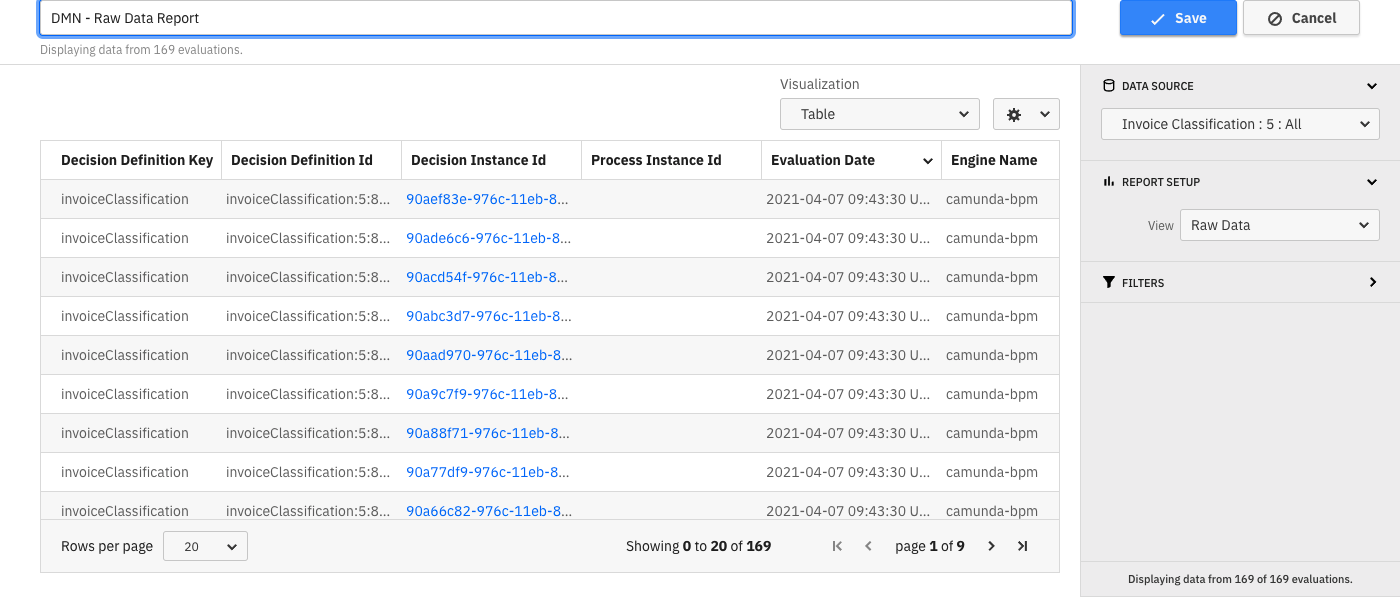 DMN - Raw Data Report
Save
Cancel
Displaying data from 169 evaluations.
Visualization
Table
Decision Definition Key Decision Definition Id Decision Instance Id Process Instance Id Evaluation Date Engine Name
invoiceClassification invoiceClassification:5:8... 90aef83e-976c-11eb-8... 2021-04-07 09:43:30 U... camunda-bpm
invoiceClassification invoiceClassification:5:8... 90ade6c6-976c-11eb-8... 2021-04-07 09:43:30 U... camunda-bpm
invoiceClassification invoiceClassification:5:8... 90acd54f-976c-11eb-8... 2021-04-07 09:43:30 U... camunda-bpm
invoiceClassification invoiceClassification:5:8... 90abc3d7-976c-11eb-8... 2021-04-07 09:43:30 U... camunda-bpm
invoiceClassification invoiceClassification:5:8... 90aad970-976c-11eb-8... 2021-04-07 09:43:30 U... camunda-bpm
invoiceClassification invoiceClassification:5:8... 90a9c7f9-976c-11eb-8... 2021-04-07 09:43:30 U... camunda-bpm
invoiceClassification invoiceClassification:5:8... 90a88f71-976c-11eb-8... 2021-04-07 09:43:30 U... camunda-bpm
invoiceClassification invoiceClassification:5:8... 90a77df9-976c-11eb-8... 2021-04-07 09:43:30 U... camunda-bpm
invoiceClassification invoiceClassification:5:8... 90a66c82-976c-11eb-8... 2021-04-07 09:43:30 U... camunda-bpm
Rows per page 20 Showing 0 to 20 of 169 page 1 of 9
DATA SOURCE
Invoice Classification : 5 : All
REPORT SETUP
View Raw Data
FILTERS
Displaying data from 169 of 169 evaluations.